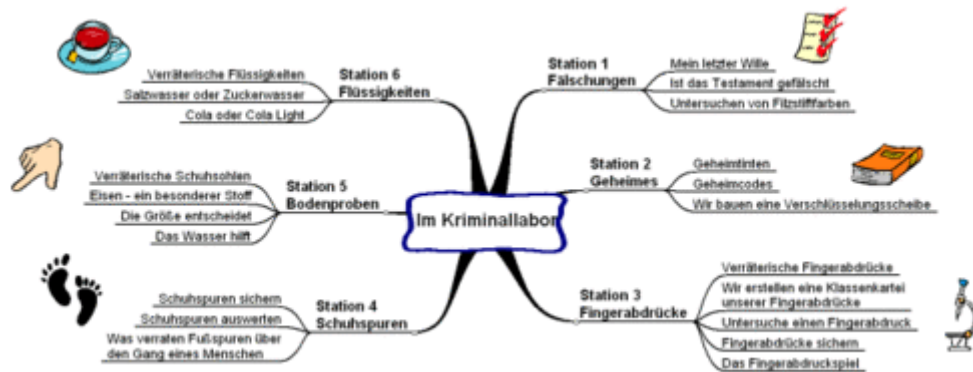 Im Kriminallabor
Station 1
Fälschungen
Mein letzter Wille
Ist das Testament gefälscht
Untersuchen von Filzstiftfarben
Station 2
Geheimes
Geheimtinten
Geheimcodes
Wir bauen eine Verschlüsselungsscheibe
Station 3
Fingerabdrücke
Verräterische Fingerabdrücke
Wir erstellen eine Klassenkartei
unserer Fingerabdrücke
Untersuche einen Fingerabdruck
Fingerabdrücke sichern
Das Fingerabdruckspiel
Station 4
Schuhspuren
Schuhspuren sichern
Schuhspuren auswerten
Was verraten Fußspuren über
den Gang eines Menschen
Station 5
Bodenproben
Verräterische Schuhsohlen
Eisen - ein besonderer Stoff
Die Größe entscheidet
Das Wasser hilft
Station 6
Flüssigkeiten
Verräterische Flüssigkeiten
Salzwasser oder Zuckerwasser
Cola oder Cola Light